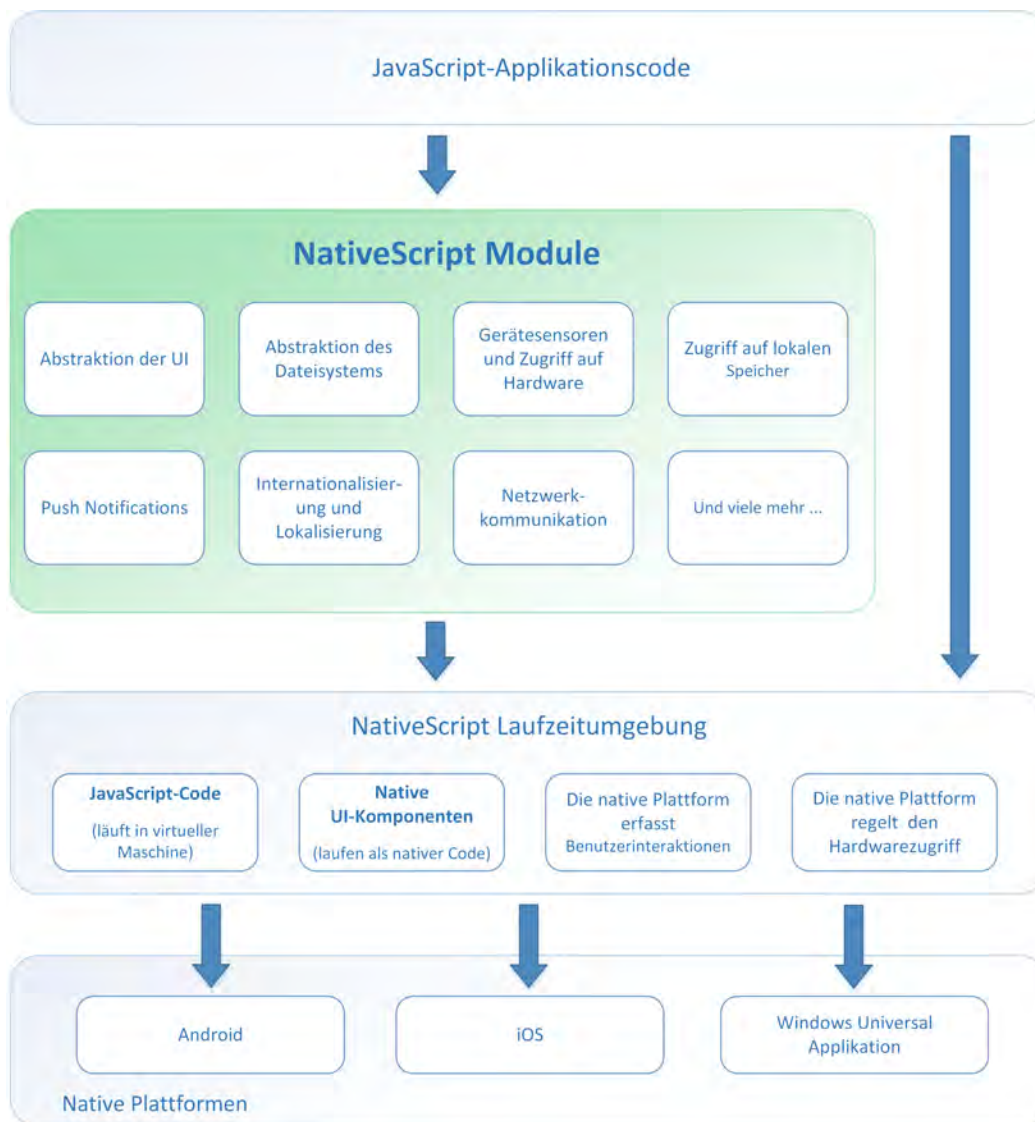 JavaScript-Applikationscode
NativeScript Module
Abstraktion der UI
Abstraktion des
Dateisystems
Gerätesensoren
und Zugriff auf
Hardware
Zugriff auf lokalen
Speicher
Push Notifications
Internationalisier-
ung und
Lokalisierung
Netzwerk-
kommunikation
Und viele mehr ...
NativeScript Laufzeitumgebung
JavaScript-Code
(läuft in virtueller
Maschine)
Native
UI-Komponenten
(laufen als nativer Code)
Die native Plattform
erfasst
Benutzerinteraktionen
Die native Plattform
regelt den
Hardwarezugriff
Android
iOS
Windows Universal
Applikation
Native Plattformen